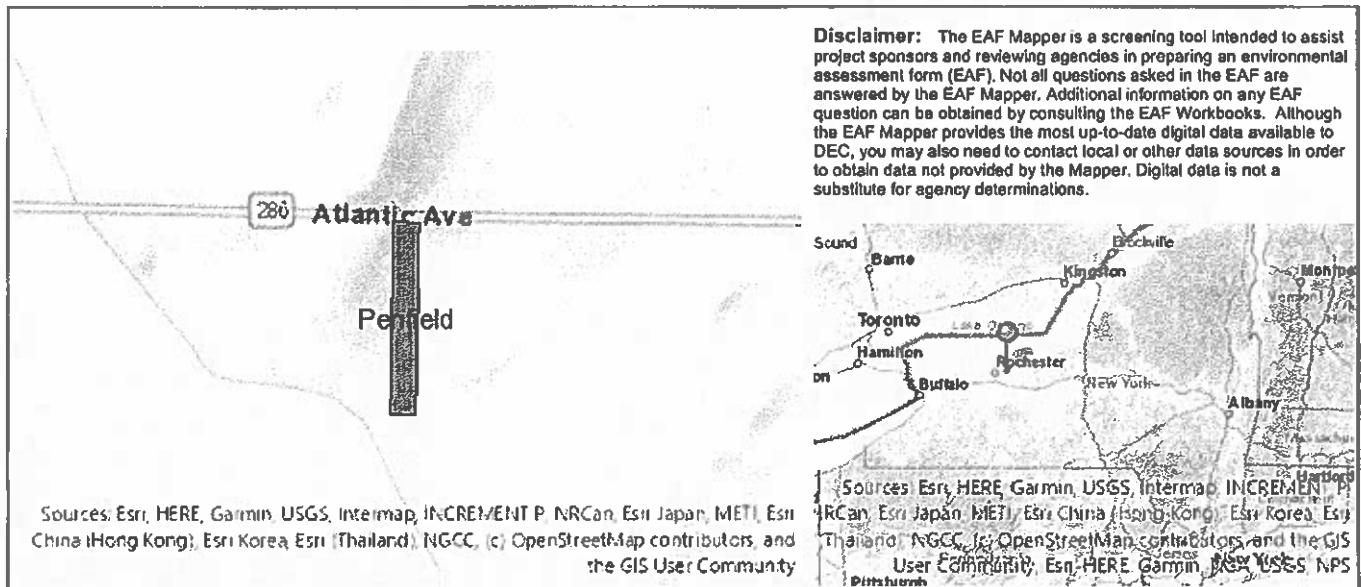 Disclaimer: The EAF Mapper is a screening tool intended to assist
project sponsors and reviewing agencies in preparing an environmental
assessment form (EAF). Not all questions asked in the EAF are
answered by the EAF Mapper. Additional information on any EAF
question can be obtained by consulting the EAF Workbooks. Although
the EAF Mapper provides the most up-to-date digital data available to
DEC, you may also need to contact local or other data sources in order
to obtain data not provided by the Mapper. Digital data is not a
substitute for agency determinations.
286
Atlantic Ave
Penfield
Sources: Esri, HERE, Garmin, USGS, Intermap, INCREMENT P, NRCan, Esri Japan, METI, Esri
China (Hong Kong), Esri Korea, Esri (Thailand), NGCC, (c) OpenStreetMap contributors, and
the GIS User Community
Sound
Barrie
Brockville
Kingston
Toronto
Hamilton
Rochester
Buffalo
New York
Albany
Vermont
Hartford
Sources: Esri, HERE, Garmin, USGS, Intermap, INCREMENT P,
NRCan, Esri Japan, METI, Esri China (Hong Kong), Esri Korea, Esri
(Thailand), NGCC, (c) OpenStreetMap contributors, and the GIS
User Community, Esri, HERE, Garmin, USGS, NPS
New York
Pittsburgh